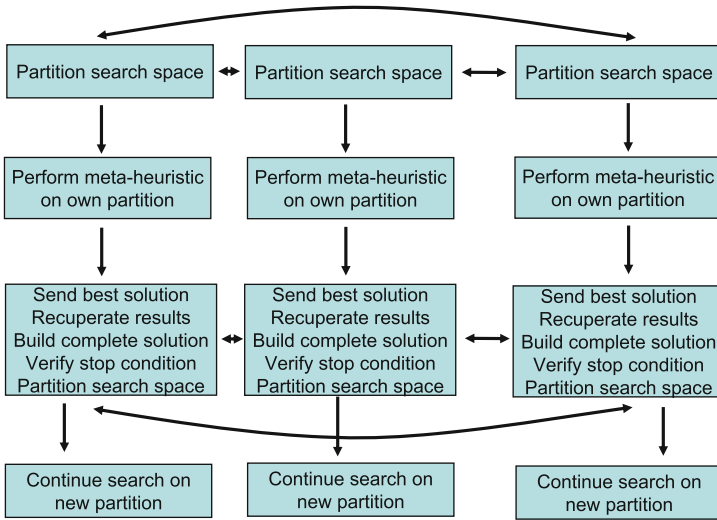 Partition search space
Partition search space
Partition search space
Perform meta-heuristic
on own partition
Perform meta-heuristic
on own partition
Perform meta-heuristic
on own partition
Send best solution
Recuperate results
Build complete solution
Verify stop condition
Partition search space
Send best solution
Recuperate results
Build complete solution
Verify stop condition
Partition search space
Send best solution
Recuperate results
Build complete solution
Verify stop condition
Partition search space
Continue search on
new partition
Continue search on
new partition
Continue search on
new partition